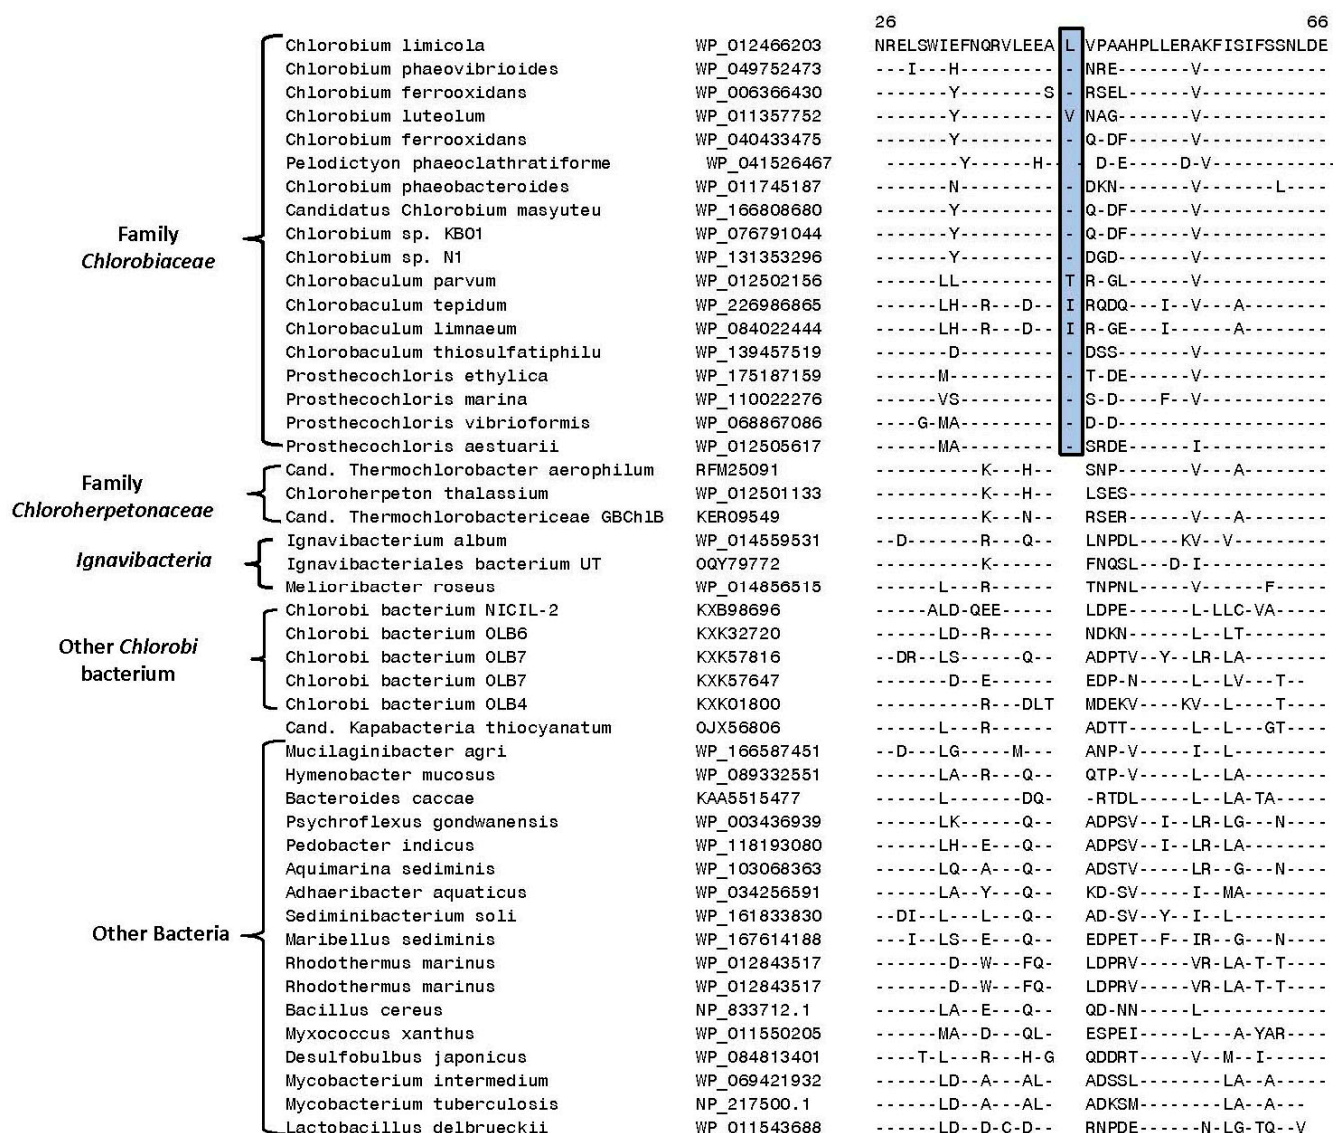 26 66
Family
Chlorobiaceae
Chlorobium limicola WP_012466203 NRELSWIEFNQRVLEEA L VPAAHPLLERAKFISIFSSNLDE
Chlorobium phaeovibrioides WP_049752473 ---I---H--------- - NRE-------V------------
Chlorobium ferrooxidans WP_006366430 -------Y--------S - RSEL------V------------
Chlorobium luteolum WP_011357752 -------Y--------- V NAG-------V------------
Chlorobium ferrooxidans WP_040433475 -------Y--------- - Q-DF------V------------
Pelodictyon phaeoclathratiforme WP_041526467 -------Y------H-- - D-E-----D-V------------
Chlorobium phaeobacteroides WP_011745187 -------N--------- - DKN-------V-------L----
Candidatus Chlorobium masyuteu WP_166808680 -------Y--------- - Q-DF------V------------
Chlorobium sp. KB01 WP_076791044 -------Y--------- - Q-DF------V------------
Chlorobium sp. N1 WP_131353296 -------Y--------- - DGD-------V------------
Chlorobaculum parvum WP_012502156 ------LL--------- T R-GL------V------------
Chlorobaculum tepidum WP_226986865 ------LH--R---D-- I RQDQ---I--V---A--------
Chlorobaculum limnaeum WP_084022444 ------LH--R---D-- I R-GE---I------A--------
Chlorobaculum thiosulfatiphilu WP_139457519 -------D--------- - DSS-------V------------
Prosthecochloris ethylica WP_175187159 ------M---------- - T-DE------V------------
Prosthecochloris marina WP_110022276 ------VS--------- - S-D----F--V------------
Prosthecochloris vibrioformis WP_068867086 ----G-MA--------- - D-D--------------------
Prosthecochloris aestuarii WP_012505617 ------MA--------- - SRDE------I------------
Family
Chloroherpetonaceae
Cand. Thermochlorobacter aerophilum RFM25091 ----------K---H-- SNP-------V---A--------
Chloroherpeton thalassium WP_012501133 ----------K---H-- LSES-------------------
Cand. Thermochlorobactericeae GBChlB KER09549 ----------K---N-- RSER------V---A--------
Ignavibacteria
Ignavibacterium album WP_014559531 --D-------R---Q-- LNPDL----KV--V---------
Ignavibacteriales bacterium UT OQY79772 ----------K------ FNQSL---D-I------------
Melioribacter roseus WP_014856515 ------L---R------ TNPNL-----V------F-----
Other Chlorobi
bacterium
Chlorobi bacterium NICIL-2 KXB98696 -----ALD-QEE----- LDPE------L-LLC-VA-----
Chlorobi bacterium OLB6 KXK32720 ------LD--R------ NDKN------L--LT--------
Chlorobi bacterium OLB7 KXK57816 --DR--LS------Q-- ADPTV--Y--LR-LA--------
Chlorobi bacterium OLB7 KXK57647 -------D--E------ EDP-N-----L--LV---T--
Chlorobi bacterium OLB4 KXK01800 ----------R---DLT MDEKV----KV--L----T----
Cand. Kapabacteria thiocyanatum OJX56806 ------L---R------ ADTT------L--L---GT----
Other Bacteria
Mucilaginibacter agri WP_166587451 --D---LG-----M--- ANP-V-----I--L---------
Hymenobacter mucosus WP_089332551 ------LA--R---Q-- QTP-V-----L--LA--------
Bacteroides caccae KAA5515477 ------L-------DQ- -RTDL-----L--LA-TA-----
Psychroflexus gondwanensis WP_003436939 ------LK------Q-- ADPSV--I--LR-LG---N----
Pedobacter indicus WP_118193080 ------LH--E---Q-- ADPSV--I--LR-LA--------
Aquimarina sediminis WP_103068363 ------LQ--A---Q-- ADSTV-----LR--G---N----
Adhaeribacter aquaticus WP_034256591 ------LA--Y---Q-- KD-SV-----I--MA--------
Sediminibacterium soli WP_161833830 --DI--L---L---Q-- AD-SV--Y--I--L---------
Maribellus sediminis WP_167614188 ---I--LS--E---Q-- EDPET--F--IR--G---N----
Rhodothermus marinus WP_012843517 -------D--W---FQ- LDPRV-----VR-LA-T-T-----
Rhodothermus marinus WP_012843517 -------D--W---FQ- LDPRV-----VR-LA-T-T-----
Bacillus cereus NP_833712.1 ------LA--E---Q-- QD-NN-----L------------
Myxococcus xanthus WP_011550205 ------MA--D---QL- ESPEI-----L---A-YAR----
Desulfobulbus japonicus WP_084813401 ----T-L---R---H-G QDDRT-----V--M--I------
Mycobacterium intermedium WP_069421932 ------LD--A---AL- ADSSL--------LA--A-----
Mycobacterium tuberculosis NP_217500.1 ------LD--A---AL- ADKSM--------LA--A---
Lactobacillus delbrueckii WP_011543688 ------LD--D-C-D-- RNPDE------N-LG-TQ--V